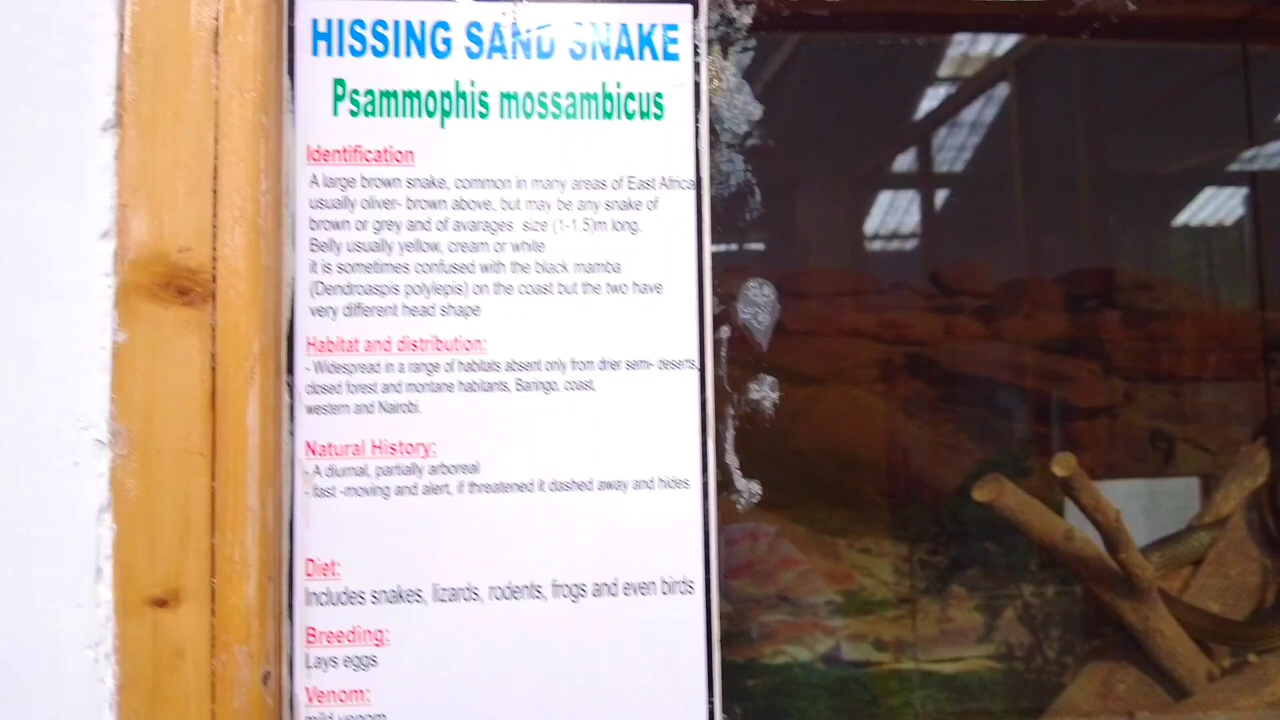 HISSING SAND SNAKE
Psammophis mossambicus
Identification
A large brown snake, common in many areas of East Africa
usually oliver- brown above, but may be any snake of
brown or grey and of avarages size (1-1.5)m long.
Belly usually yellow, cream or white
it is sometimes confused with the black mamba
(Dendroaspis polylepis) on the coast but the two have
very different head shape
Habitat and distribution:
- Widespread in a range of habitats absent only from drier semi- deserts,
closed forest and montane habitants, Baringo, coast,
western and Nairobi.
Natural History:
- A diurnal, partially arboreal
- fast -moving and alert, if threatened it dashed away and hides
Diet:
Includes snakes, lizards, rodents, frogs and even birds
Breeding:
Lays eggs
Venom:
mild venom